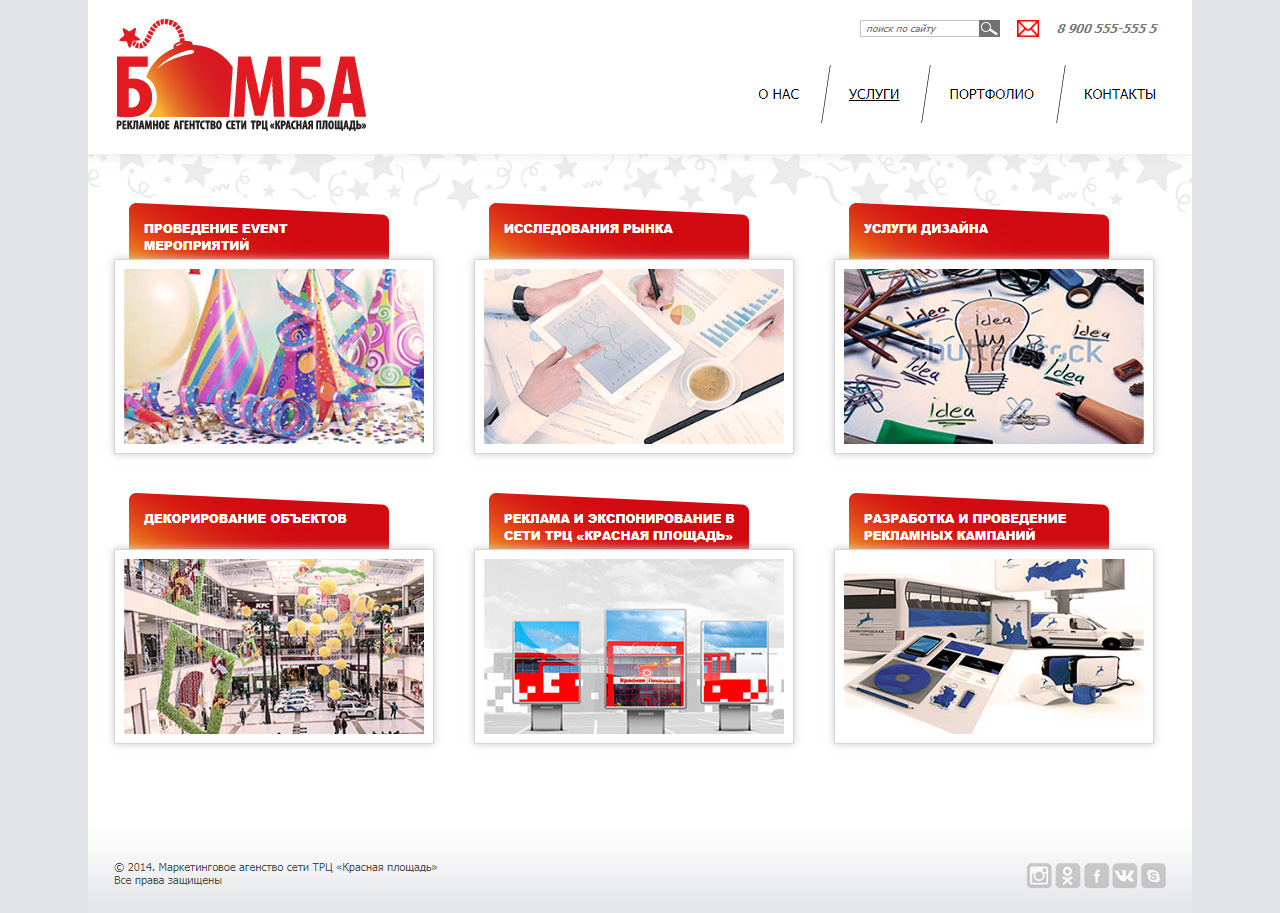 поиск по сайту
8 900 555-555 5
БОМБА
РЕКЛАМНОЕ АГЕНТСТВО СЕТИ ТРЦ «КРАСНАЯ ПЛОЩАДЬ»
О НАС
УСЛУГИ
ПОРТФОЛИО
КОНТАКТЫ
ПРОВЕДЕНИЕ EVENT
МЕРОПРИЯТИЙ
ИССЛЕДОВАНИЯ РЫНКА
УСЛУГИ ДИЗАЙНА
idea
idea
idea
idea
idea
Idea
idea
shutterstock
ДЕКОРИРОВАНИЕ ОБЪЕКТОВ
РЕКЛАМА И ЭКСПОНИРОВАНИЕ В
СЕТИ ТРЦ «КРАСНАЯ ПЛОЩАДЬ»
РАЗРАБОТКА И ПРОВЕДЕНИЕ
РЕКЛАМНЫХ КАМПАНИЙ
KFC
Красная Площадь
© 2014. Маркетинговое агенство сети ТРЦ «Красная площадь»
Все права защищены